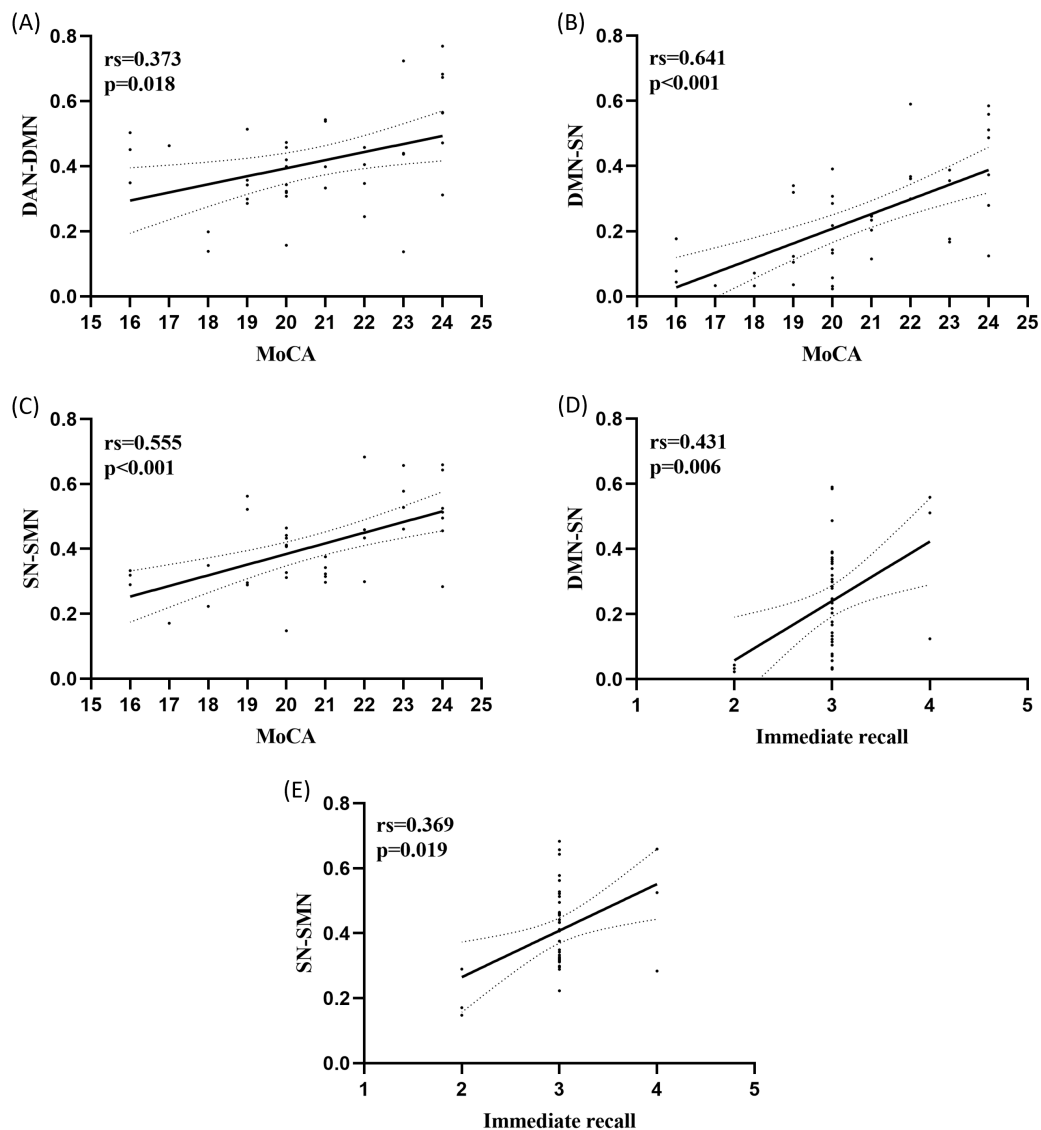 (A)
rs=0.373
p=0.018
DAN-DMN
0.8
0.6
0.4
0.2
0.0
15 16 17 18 19 20 21 22 23 24 25
MoCA
(B)
rs=0.641
p<0.001
DMN-SN
0.8
0.6
0.4
0.2
0.0
15 16 17 18 19 20 21 22 23 24 25
MoCA
(C)
rs=0.555
p<0.001
SN-SMN
0.8
0.6
0.4
0.2
0.0
15 16 17 18 19 20 21 22 23 24 25
MoCA
(D)
rs=0.431
p=0.006
DMN-SN
0.8
0.6
0.4
0.2
0.0
1 2 3 4 5
Immediate recall
(E)
rs=0.369
p=0.019
SN-SMN
0.8
0.6
0.4
0.2
0.0
1 2 3 4 5
Immediate recall